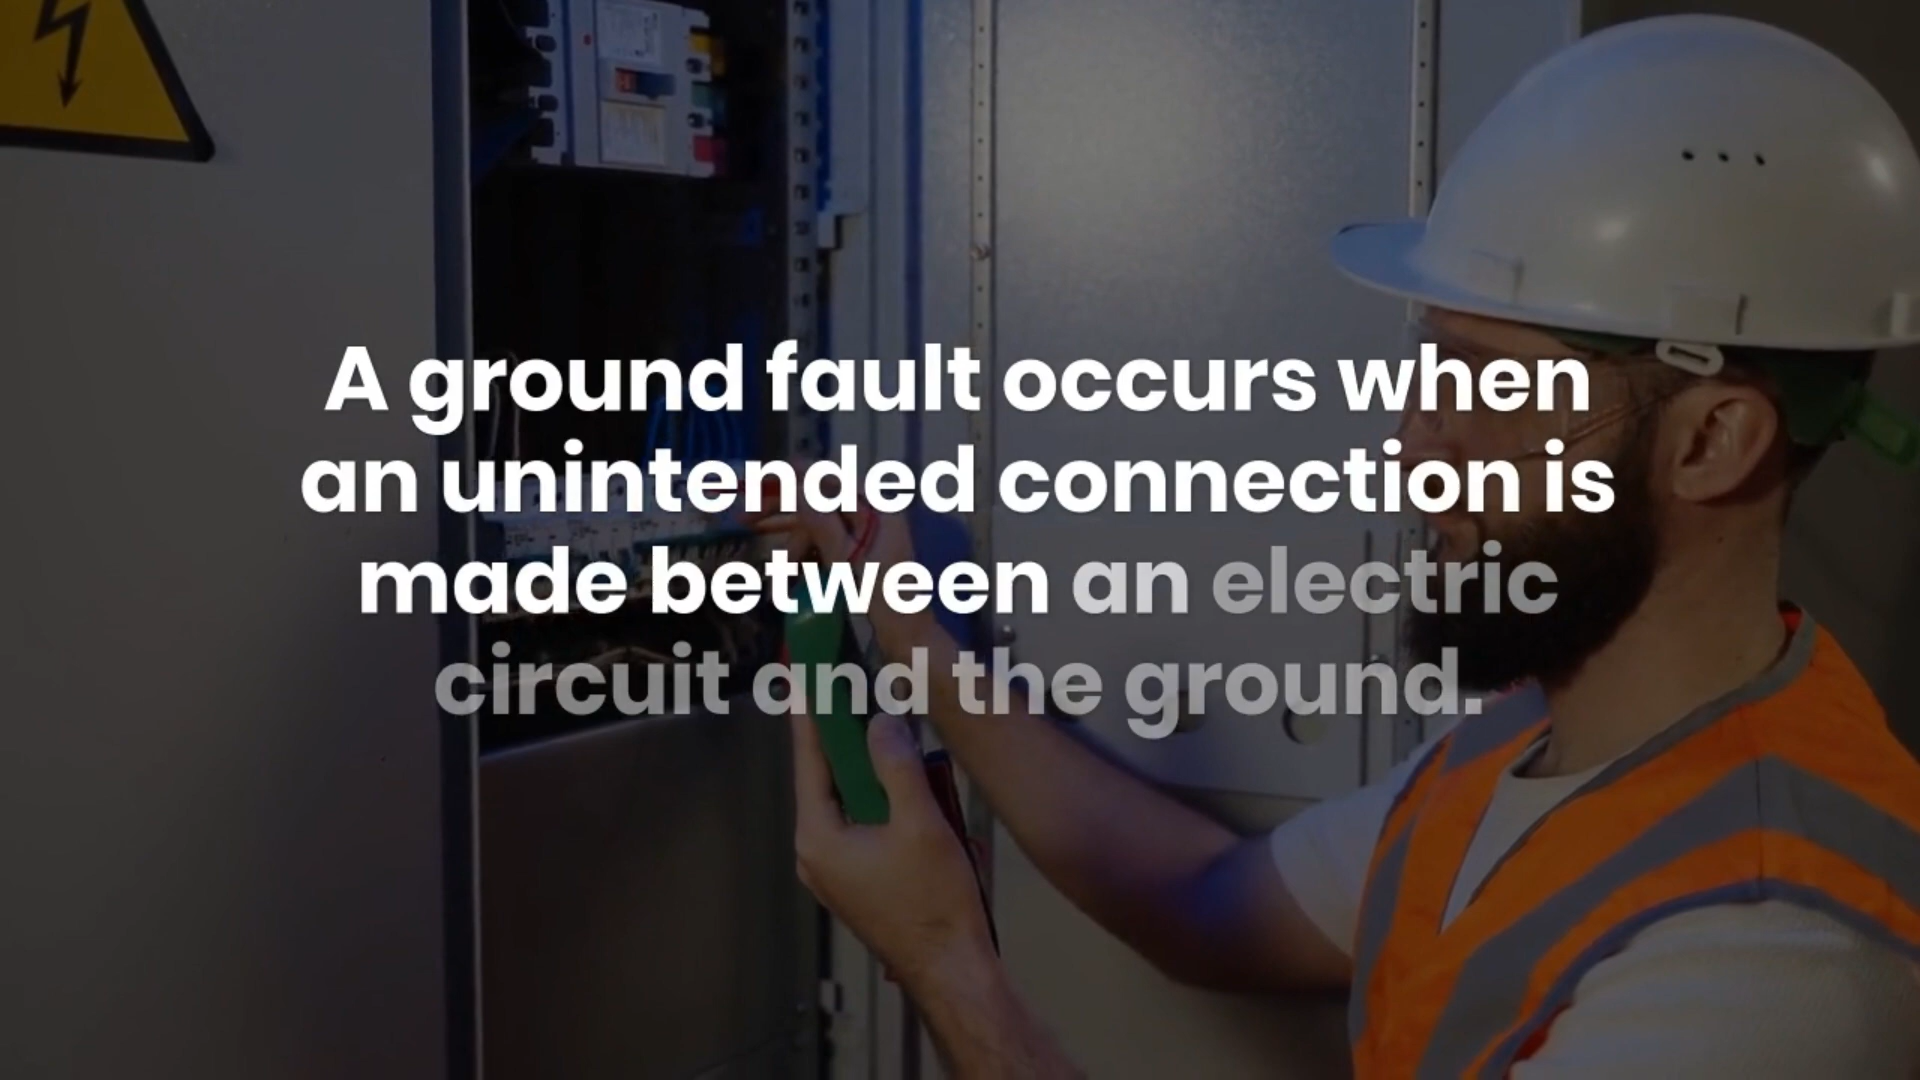 A ground fault occurs when
an unintended connection is
made between an electric
circuit and the ground.